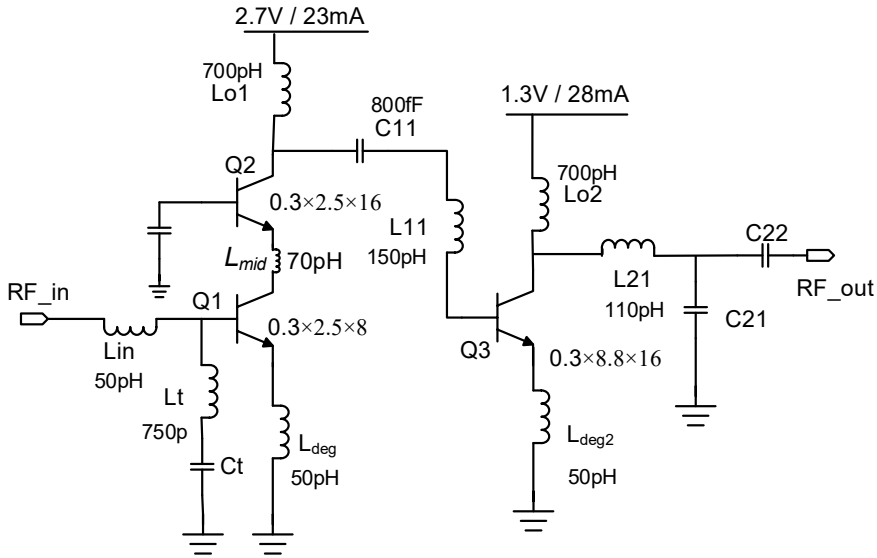 2.7V / 23mA
700pH
Lo1
1.3V / 28mA
800fF
C11
Q2
700pH
Lo2
0.3×2.5×16
L11
150pH
C22
Lmid 70pH
RF_in
Q1
L21
110pH
RF_out
0.3×2.5×8
C21
Lin
50pH
Q3
0.3×8.8×16
Lt
750p
Ldeg
50pH
Ldeg2
50pH
Ct